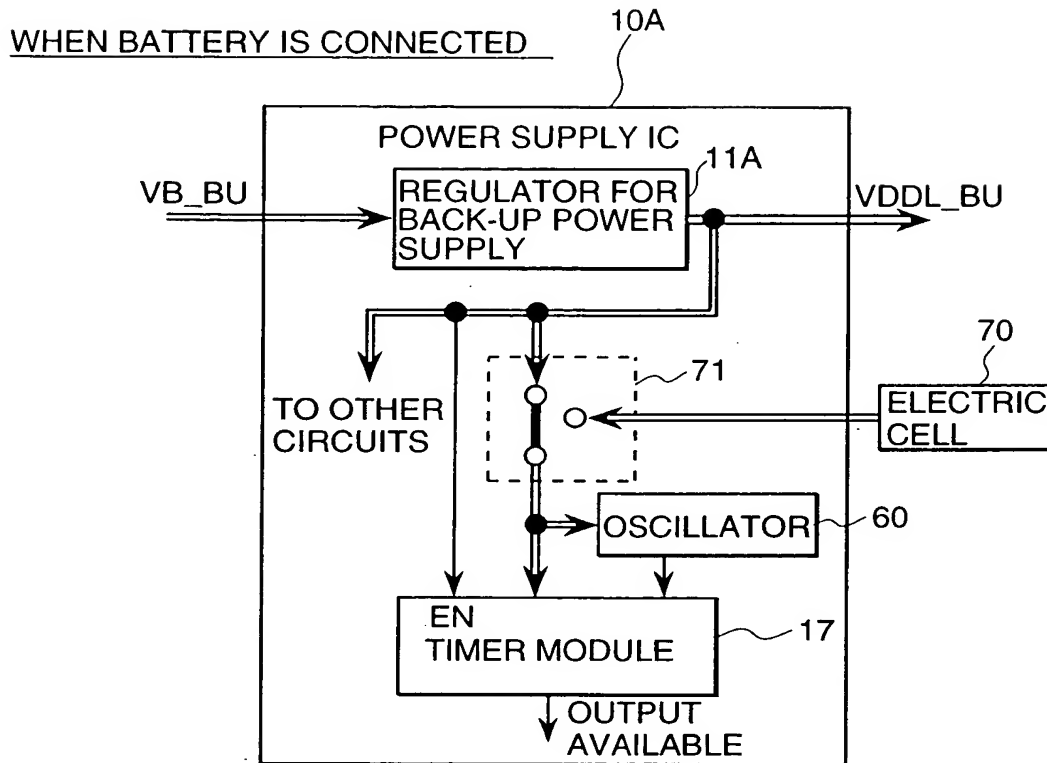 10A
WHEN BATTERY IS CONNECTED
POWER SUPPLY IC
11A
VB_BU
REGULATOR FOR
BACK-UP POWER
SUPPLY
VDDL_BU
70
71
TO OTHER
CIRCUITS
ELECTRIC
CELL
OSCILLATOR
60
EN
TIMER MODULE
17
OUTPUT
AVAILABLE